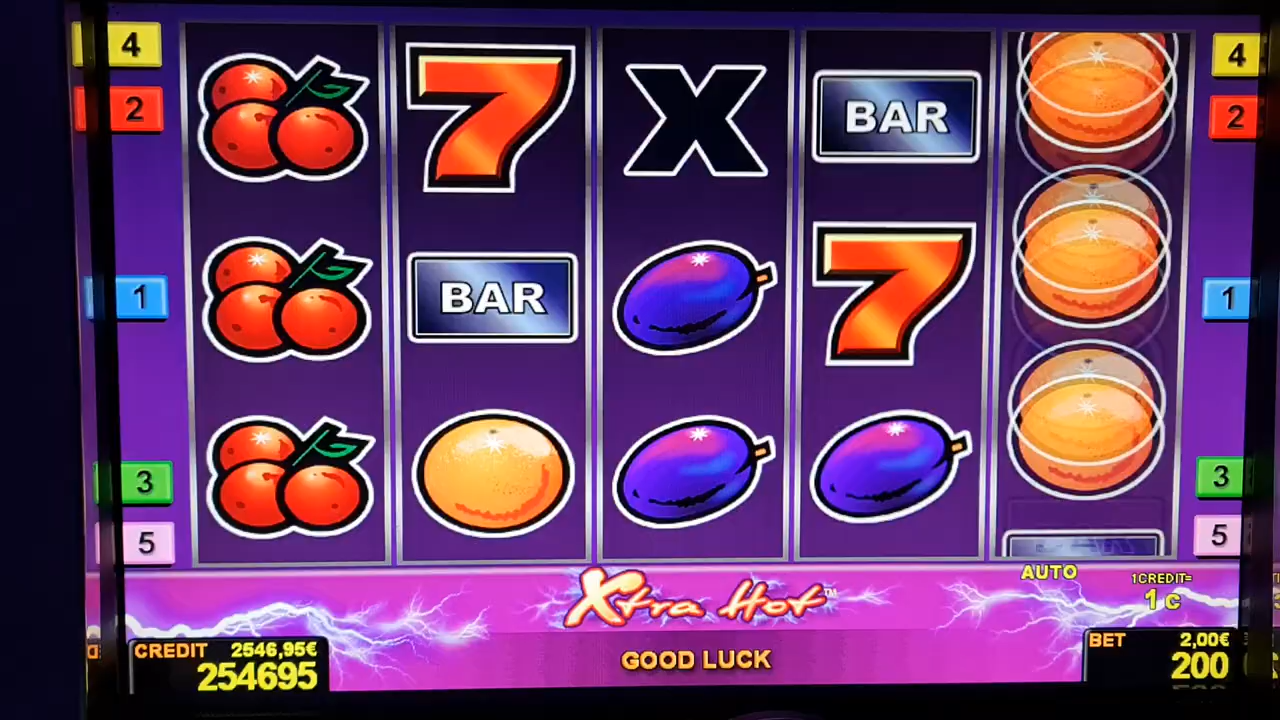 4
4
2
2
7
X
BAR
1
BAR
7
1
3
3
5
5
AUTO
1CREDIT=
1 c
Xtra Hot™
CREDIT 2546,95€
254695
GOOD LUCK
BET 2,00€
200